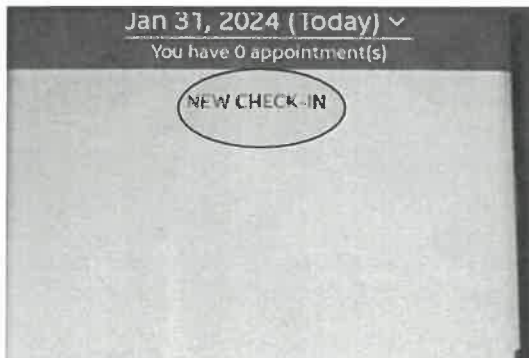 Jan 31, 2024 (Today)
You have 0 appointment(s)
NEW CHECK-IN